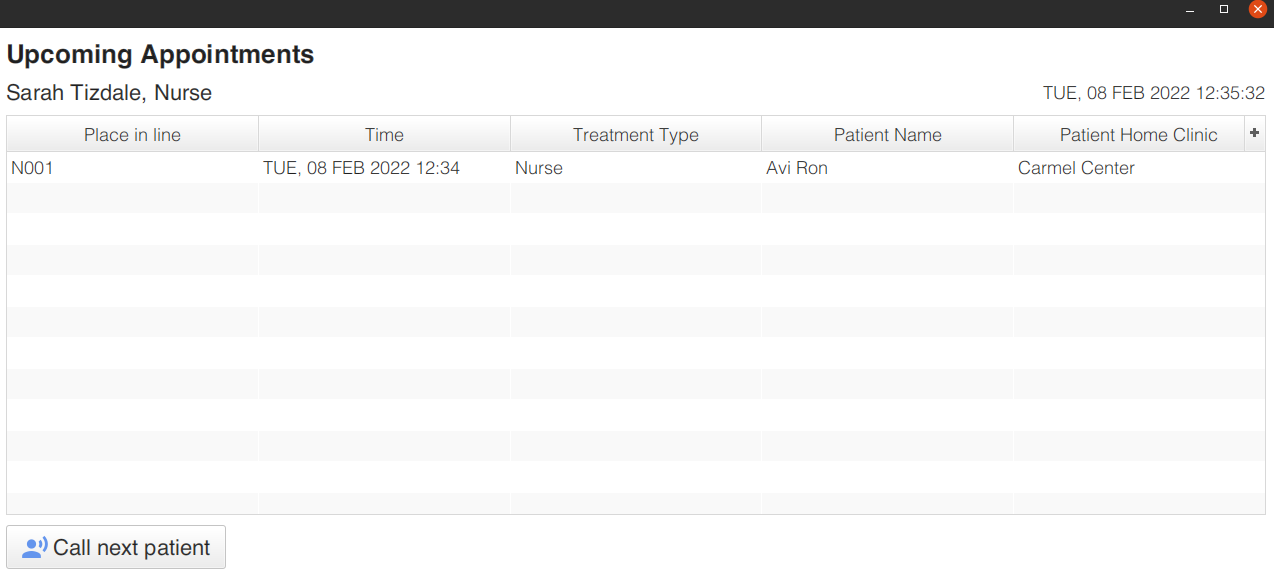 Upcoming Appointments
Sarah Tizdale, Nurse
TUE, 08 FEB 2022 12:35:32
Place in line Time Treatment Type Patient Name Patient Home Clinic +
N001 TUE, 08 FEB 2022 12:34 Nurse Avi Ron Carmel Center
Call next patient